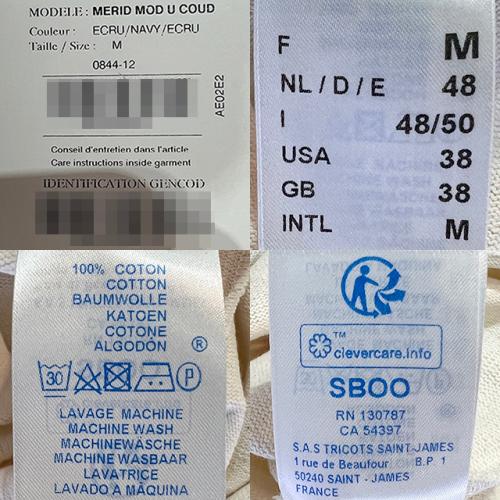 MODELE : MERID MOD U COUD
Couleur : ECRU/NAVY/ECRU
Taille / Size : M
0844-12
AE02E2
Conseil d'entretien dans l'article
Care instructions inside garment
IDENTIFICATION GENCOD
F M
NL / D / E 48
I 48/50
USA 38
GB 38
INTL M
100% COTON
COTTON
BAUMWOLLE
KATOEN
COTONE
ALGODÓN ®
30 P
LAVAGE MACHINE
MACHINE WASH
MACHINEWÄSCHE
MACHINE WASBAAR
LAVATRICE
LAVADO A MÁQUINA
TM
clevercare.info
SBOO
RN 130787
CA 54397
S.A.S TRICOTS SAINT-JAMES
1 rue de Beaufour B.P. 1
50240 SAINT - JAMES
FRANCE